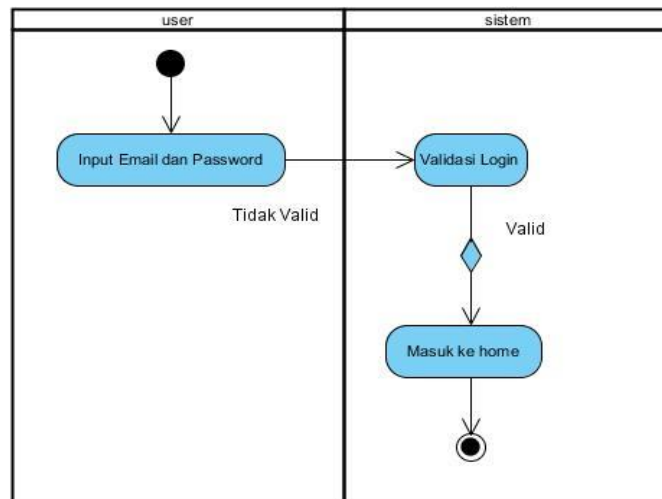 user
sistem
Input Email dan Password
Validasi Login
Tidak Valid
Valid
Masuk ke home